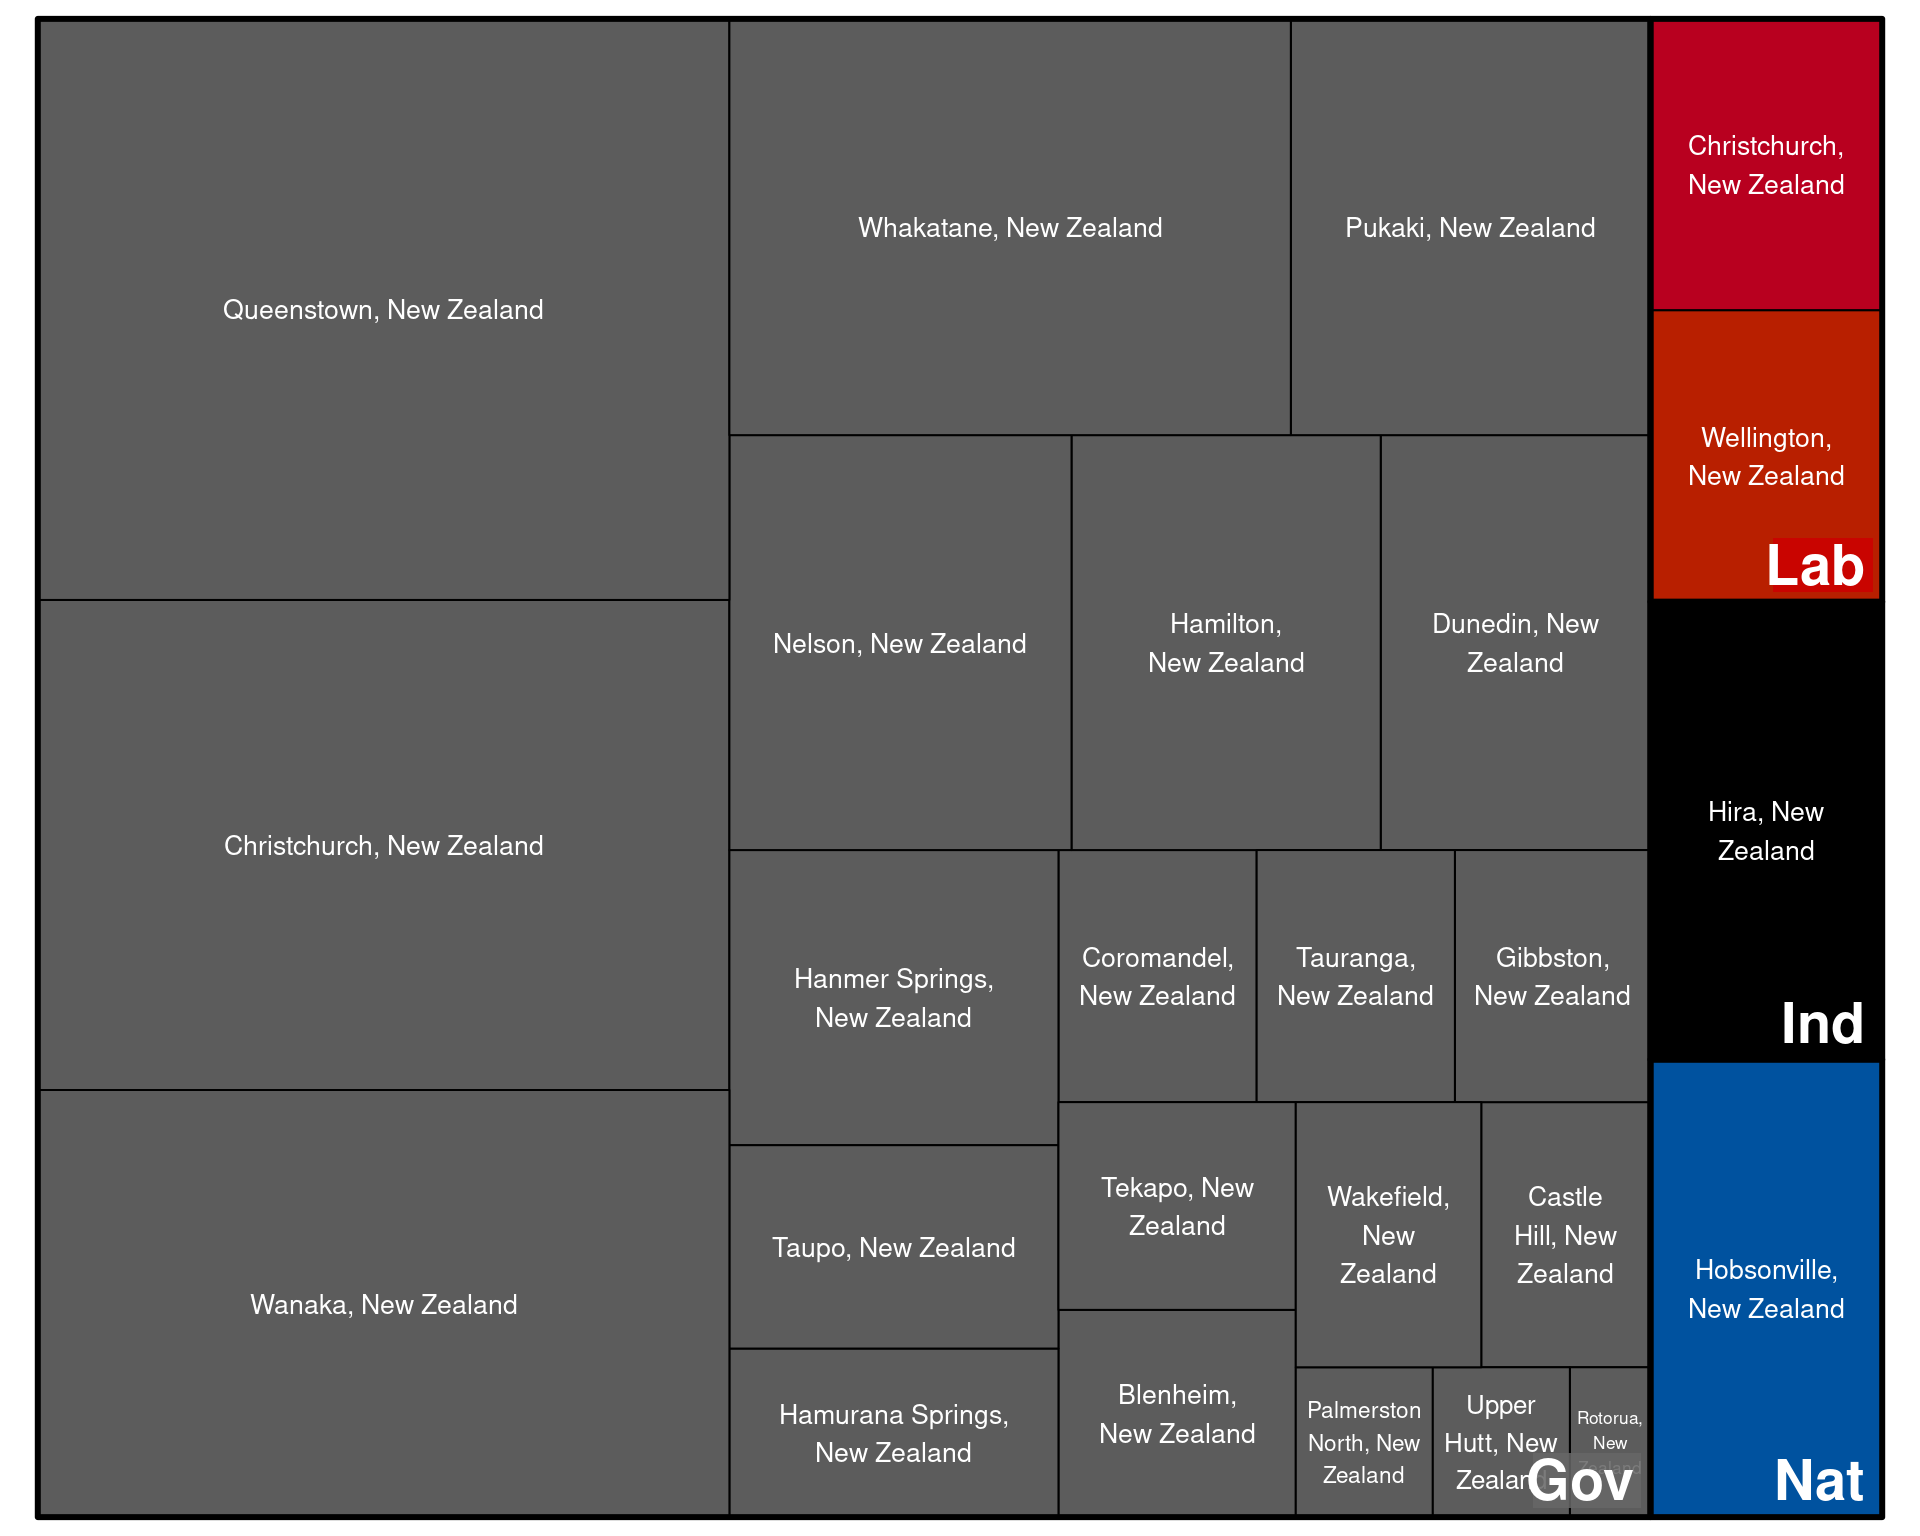 Queenstown, New Zealand
Christchurch, New Zealand
Wanaka, New Zealand
Whakatane, New Zealand
Pukaki, New Zealand
Nelson, New Zealand
Hamilton,
New Zealand
Dunedin, New
Zealand
Hanmer Springs,
New Zealand
Taupo, New Zealand
Hamurana Springs,
New Zealand
Coromandel,
New Zealand
Tauranga,
New Zealand
Gibbston,
New Zealand
Tekapo, New
Zealand
Blenheim,
New Zealand
Wakefield,
New
Zealand
Castle
Hill, New
Zealand
Palmerston
North, New
Zealand
Upper
Hutt, New
Zealand
Rotorua,
New
Zealand
Gov
Christchurch,
New Zealand
Wellington,
New Zealand
Lab
Hira, New
Zealand
Ind
Hobsonville,
New Zealand
Nat